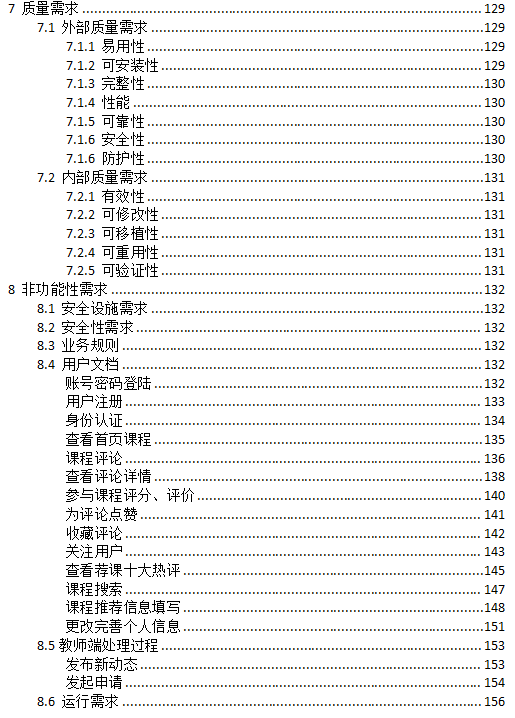 7 质量需求 129
7.1 外部质量需求 129
7.1.1 易用性 129
7.1.2 可安装性 129
7.1.3 完整性 130
7.1.4 性能 130
7.1.5 可靠性 130
7.1.6 安全性 130
7.1.6 防护性 130
7.2 内部质量需求 131
7.2.1 有效性 131
7.2.2 可修改性 131
7.2.3 可移植性 131
7.2.4 可重用性 131
7.2.5 可验证性 131
8 非功能性需求 132
8.1 安全设施需求 132
8.2 安全性需求 132
8.3 业务规则 132
8.4 用户文档 132
账号密码登陆 132
用户注册 133
身份认证 134
查看首页课程 135
课程评论 136
查看评论详情 138
参与课程评分、评价 140
为评论点赞 141
收藏评论 142
关注用户 143
查看荐课十大热评 145
课程搜索 147
课程推荐信息填写 148
更改完善个人信息 151
8.5 教师端处理过程 153
发布新动态 153
发起申请 154
8.6 运行需求 156